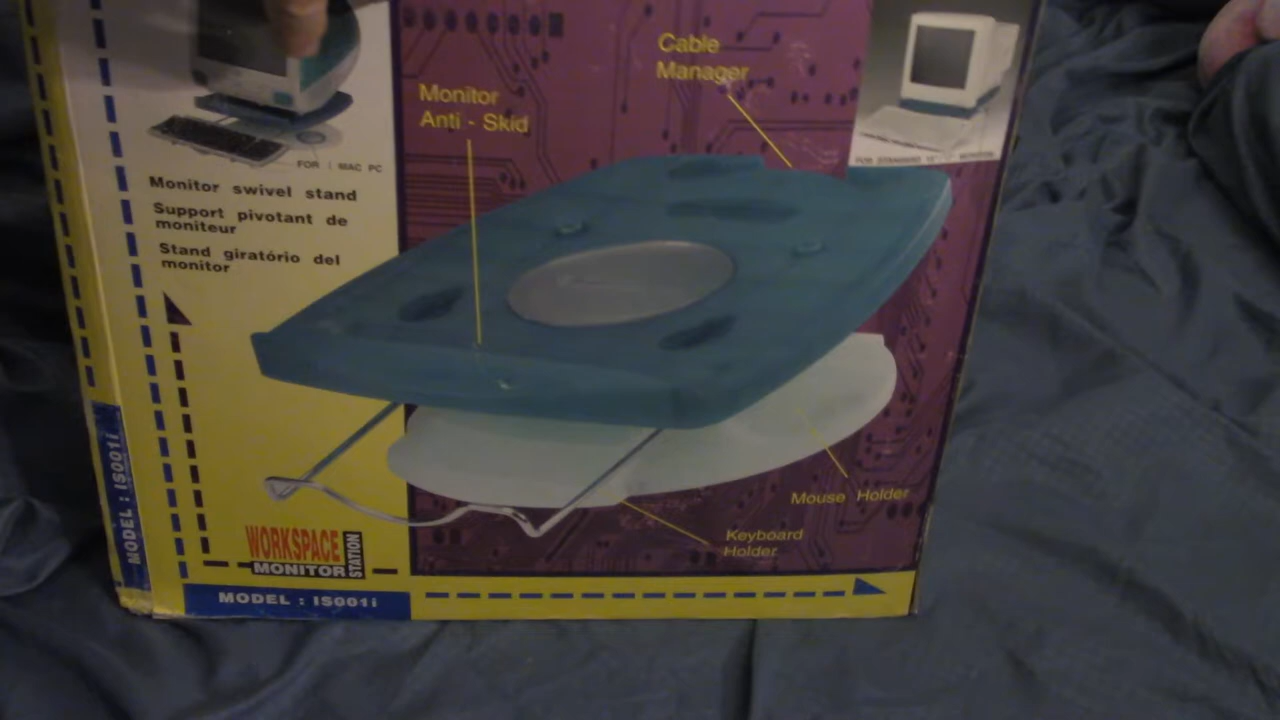 Cable
Manager
Monitor
Anti - Skid
FOR i MAC PC
Monitor swivel stand
Support pivotant de
moniteur
Stand giratório del
monitor
Mouse Holder
Keyboard
Holder
WORKSPACE
MONITOR
STATION
MODEL : IS001i
MODEL : IS001i